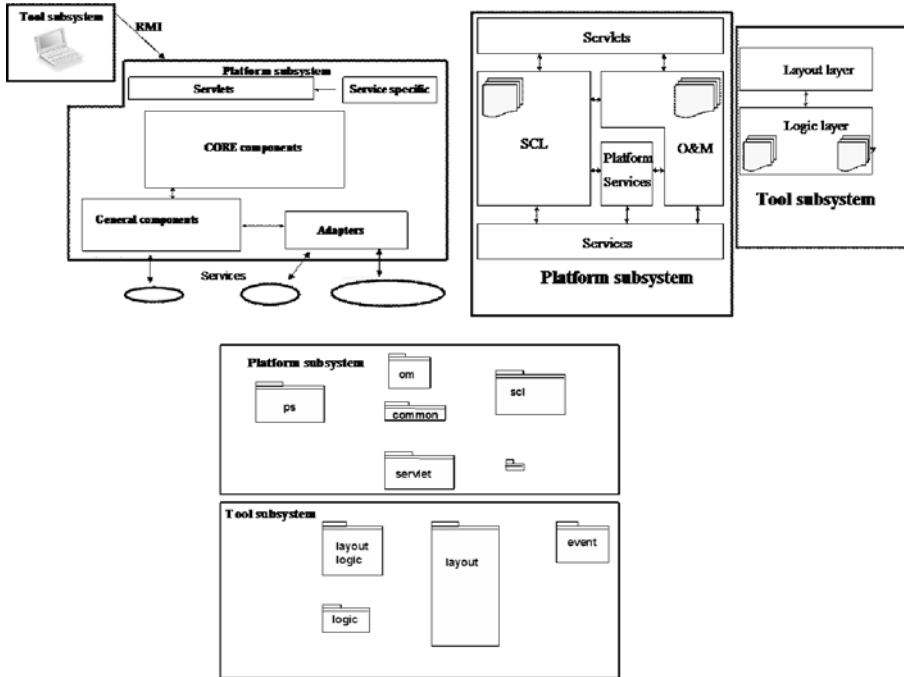 Tool subsystem
RMI
Platform subsystem
Servlets
Service specific
CORE components
General components
Adapters
Services
Servlets
SCL
O&M
Platform
Services
Services
Platform subsystem
Layout layer
Logic layer
Tool subsystem
Platform subsystem
om
ps
scl
common
servlet
Tool subsystem
layout
logic
layout
event
logic